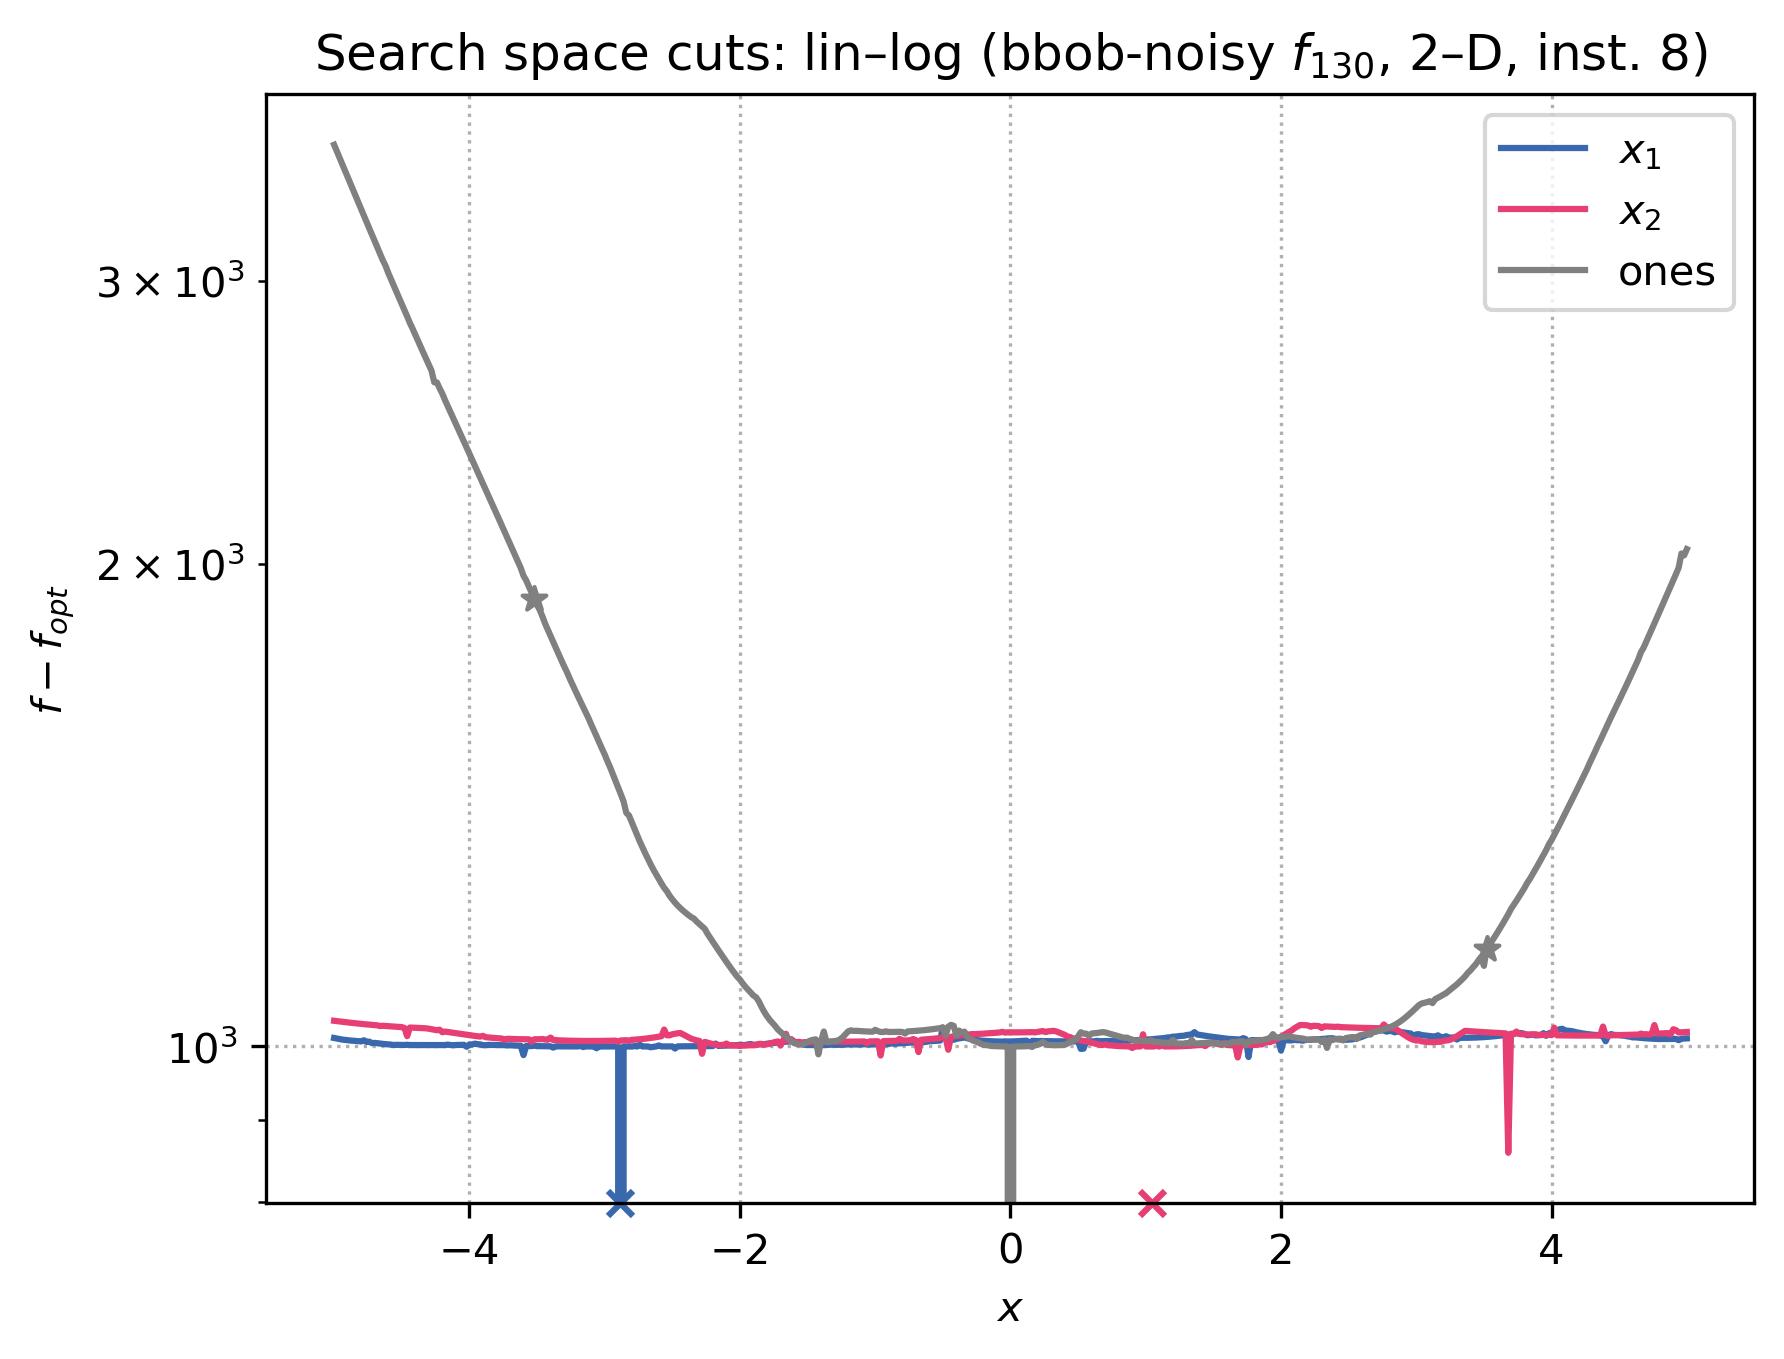 Search space cuts: lin–log (bbob-noisy f₁₃₀, 2–D, inst. 8)
x₁
x₂
ones
3 × 10³
2 × 10³
10³
f − f_opt
−4 −2 0 2 4
x